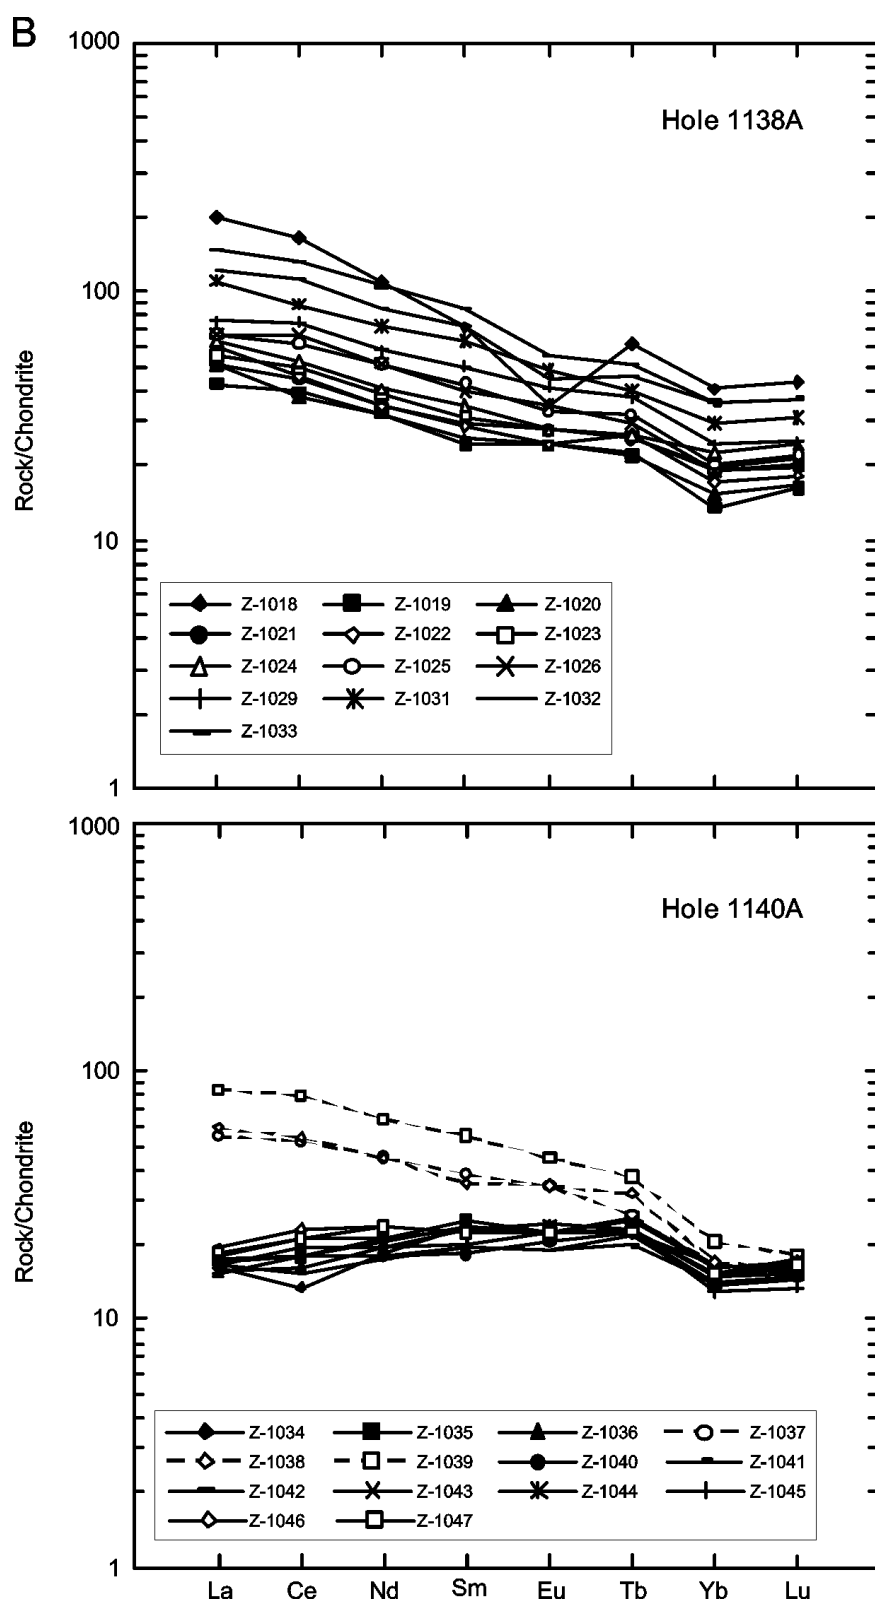 B
1000
Hole 1138A
100
Rock/Chondrite
10
Z-1018 Z-1019 Z-1020
Z-1021 Z-1022 Z-1023
Z-1024 Z-1025 Z-1026
Z-1029 Z-1031 Z-1032
Z-1033
1
1000
Hole 1140A
100
Rock/Chondrite
10
Z-1034 Z-1035 Z-1036 Z-1037
Z-1038 Z-1039 Z-1040 Z-1041
Z-1042 Z-1043 Z-1044 Z-1045
Z-1046 Z-1047
1
La Ce Nd Sm Eu Tb Yb Lu